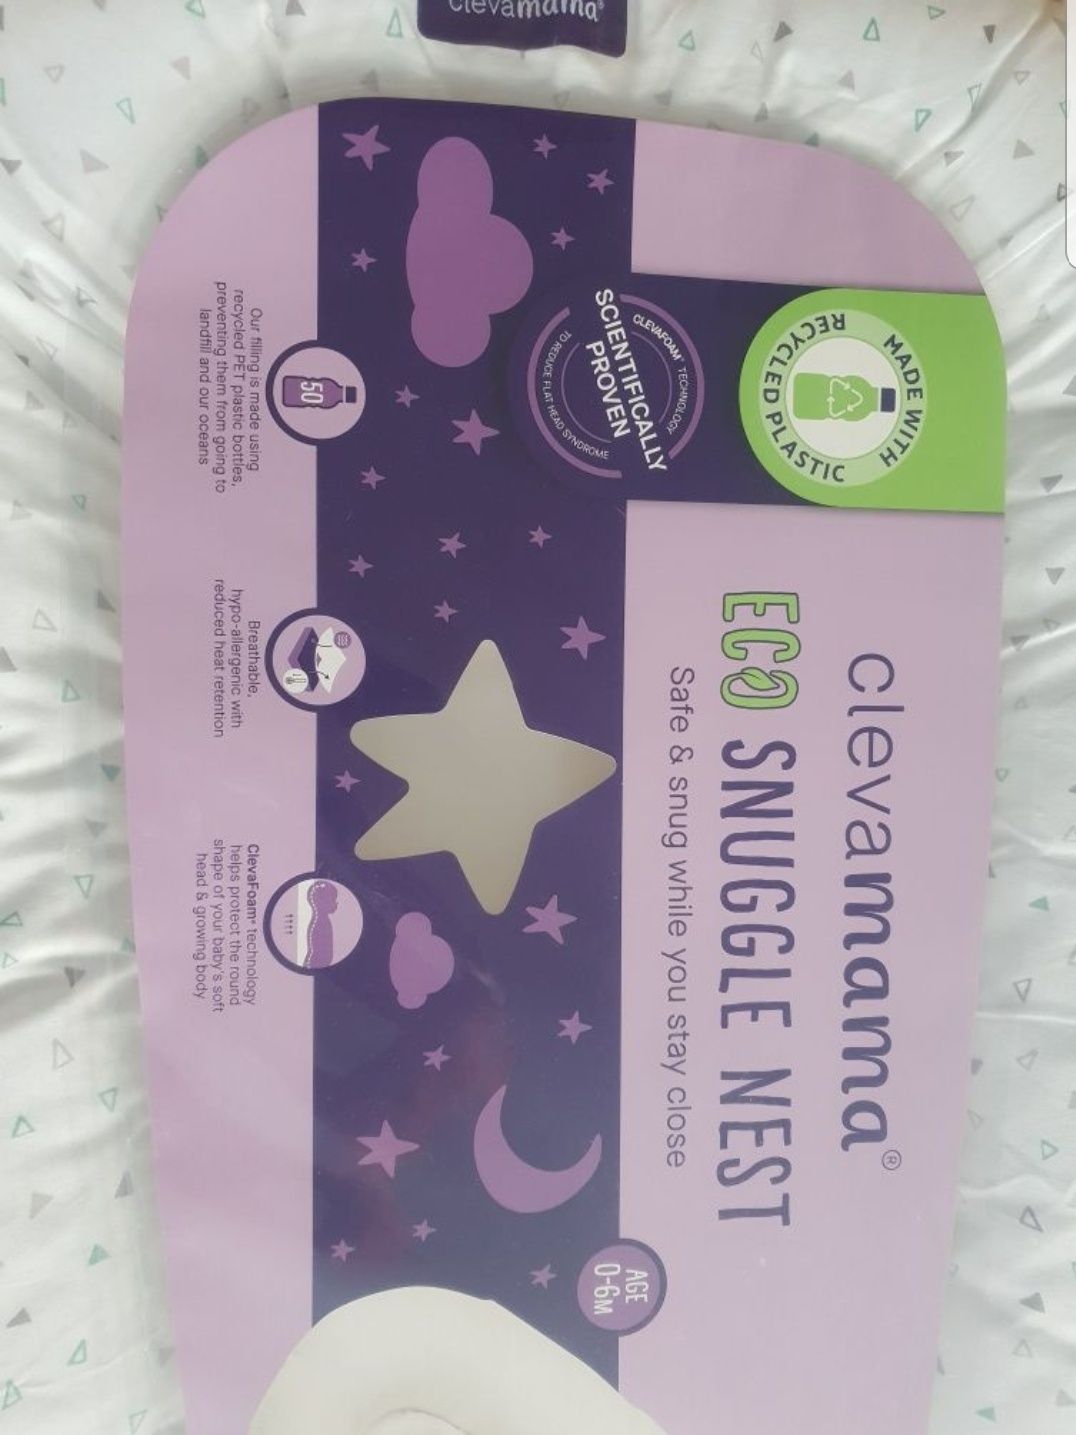 clevamama®
clevamama®
ECO SNUGGLE NEST
Safe & snug while you stay close
MADE WITH
RECYCLED PLASTIC
CLEVAFOAM® TECHNOLOGY
SCIENTIFICALLY
PROVEN
TO REDUCE FLAT HEAD SYNDROME
AGE
0-6M
50
Our filling is made using
recycled PET plastic bottles,
preventing them from going to
landfill and our oceans
Breathable,
hypo-allergenic with
reduced heat retention
ClevaFoam® technology
helps protect the round
shape of your baby's soft
head & growing body